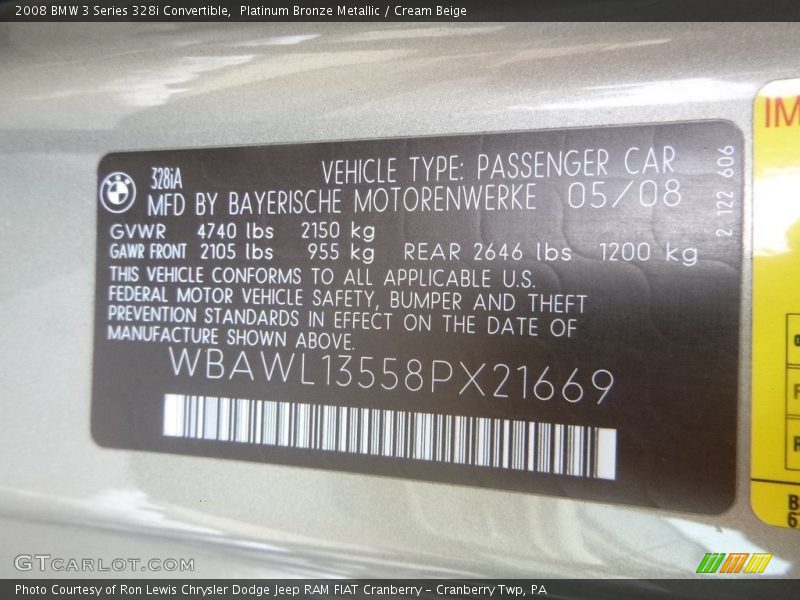 2008 BMW 3 Series 328i Convertible, Platinum Bronze Metallic / Cream Beige
328iA VEHICLE TYPE: PASSENGER CAR
MFD BY BAYERISCHE MOTORENWERKE 05/08
GVWR 4740 lbs 2150 kg
GAWR FRONT 2105 lbs 955 kg REAR 2646 lbs 1200 kg
THIS VEHICLE CONFORMS TO ALL APPLICABLE U.S.
FEDERAL MOTOR VEHICLE SAFETY, BUMPER AND THEFT
PREVENTION STANDARDS IN EFFECT ON THE DATE OF
MANUFACTURE SHOWN ABOVE.
WBAWL13558PX21669
2 122 606
IM
GTCARLOT.COM
Photo Courtesy of Ron Lewis Chrysler Dodge Jeep RAM FIAT Cranberry - Cranberry Twp, PA